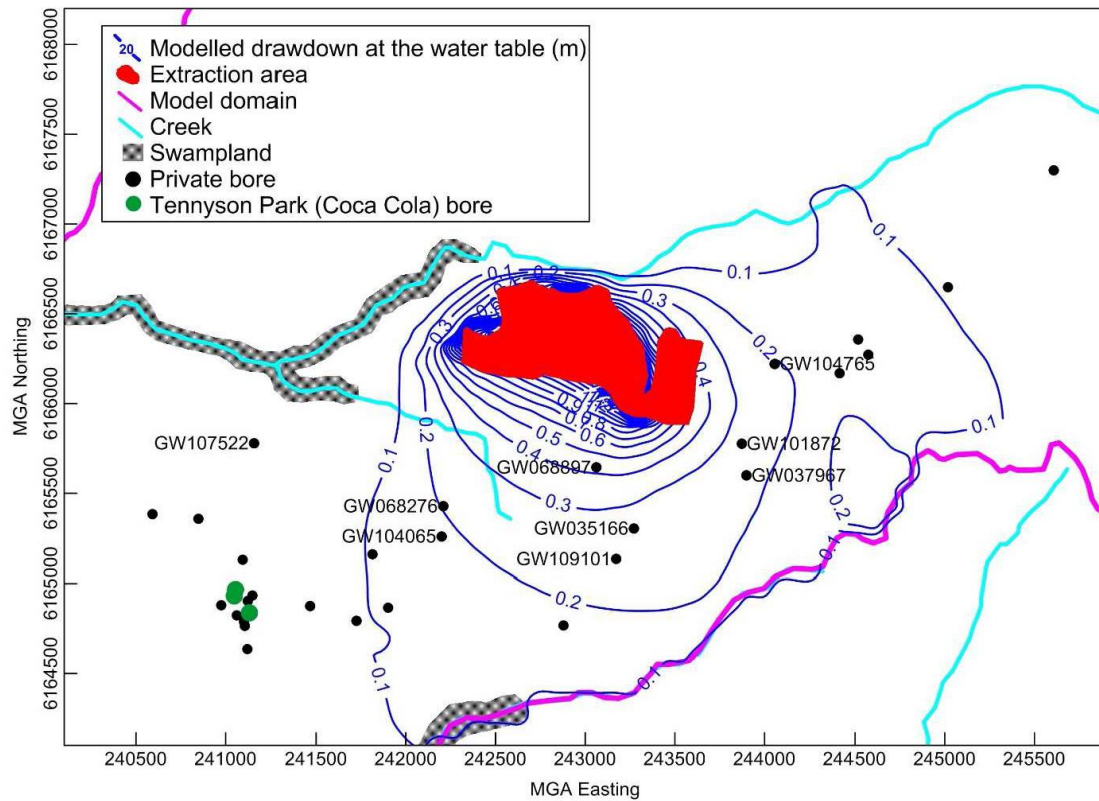 20 Modelled drawdown at the water table (m)
Extraction area
Model domain
Creek
Swampland
Private bore
Tennyson Park (Coca Cola) bore
MGA Northing
6168000
6167500
6167000
6166500
6166000
6165500
6165000
6164500
0.1
0.1
0.1
0.2
0.3
0.3
0.2
0.4
GW104765
0.1
0.5
0.6
0.8
0.4
GW107522
0.2
0.1
GW068897
GW101872
GW037967
0.3
0.2
GW068276
GW104065
GW035166
GW109101
0.1
0.2
0.1
0.1
240500 241000 241500 242000 242500 243000 243500 244000 244500 245000 245500
MGA Easting